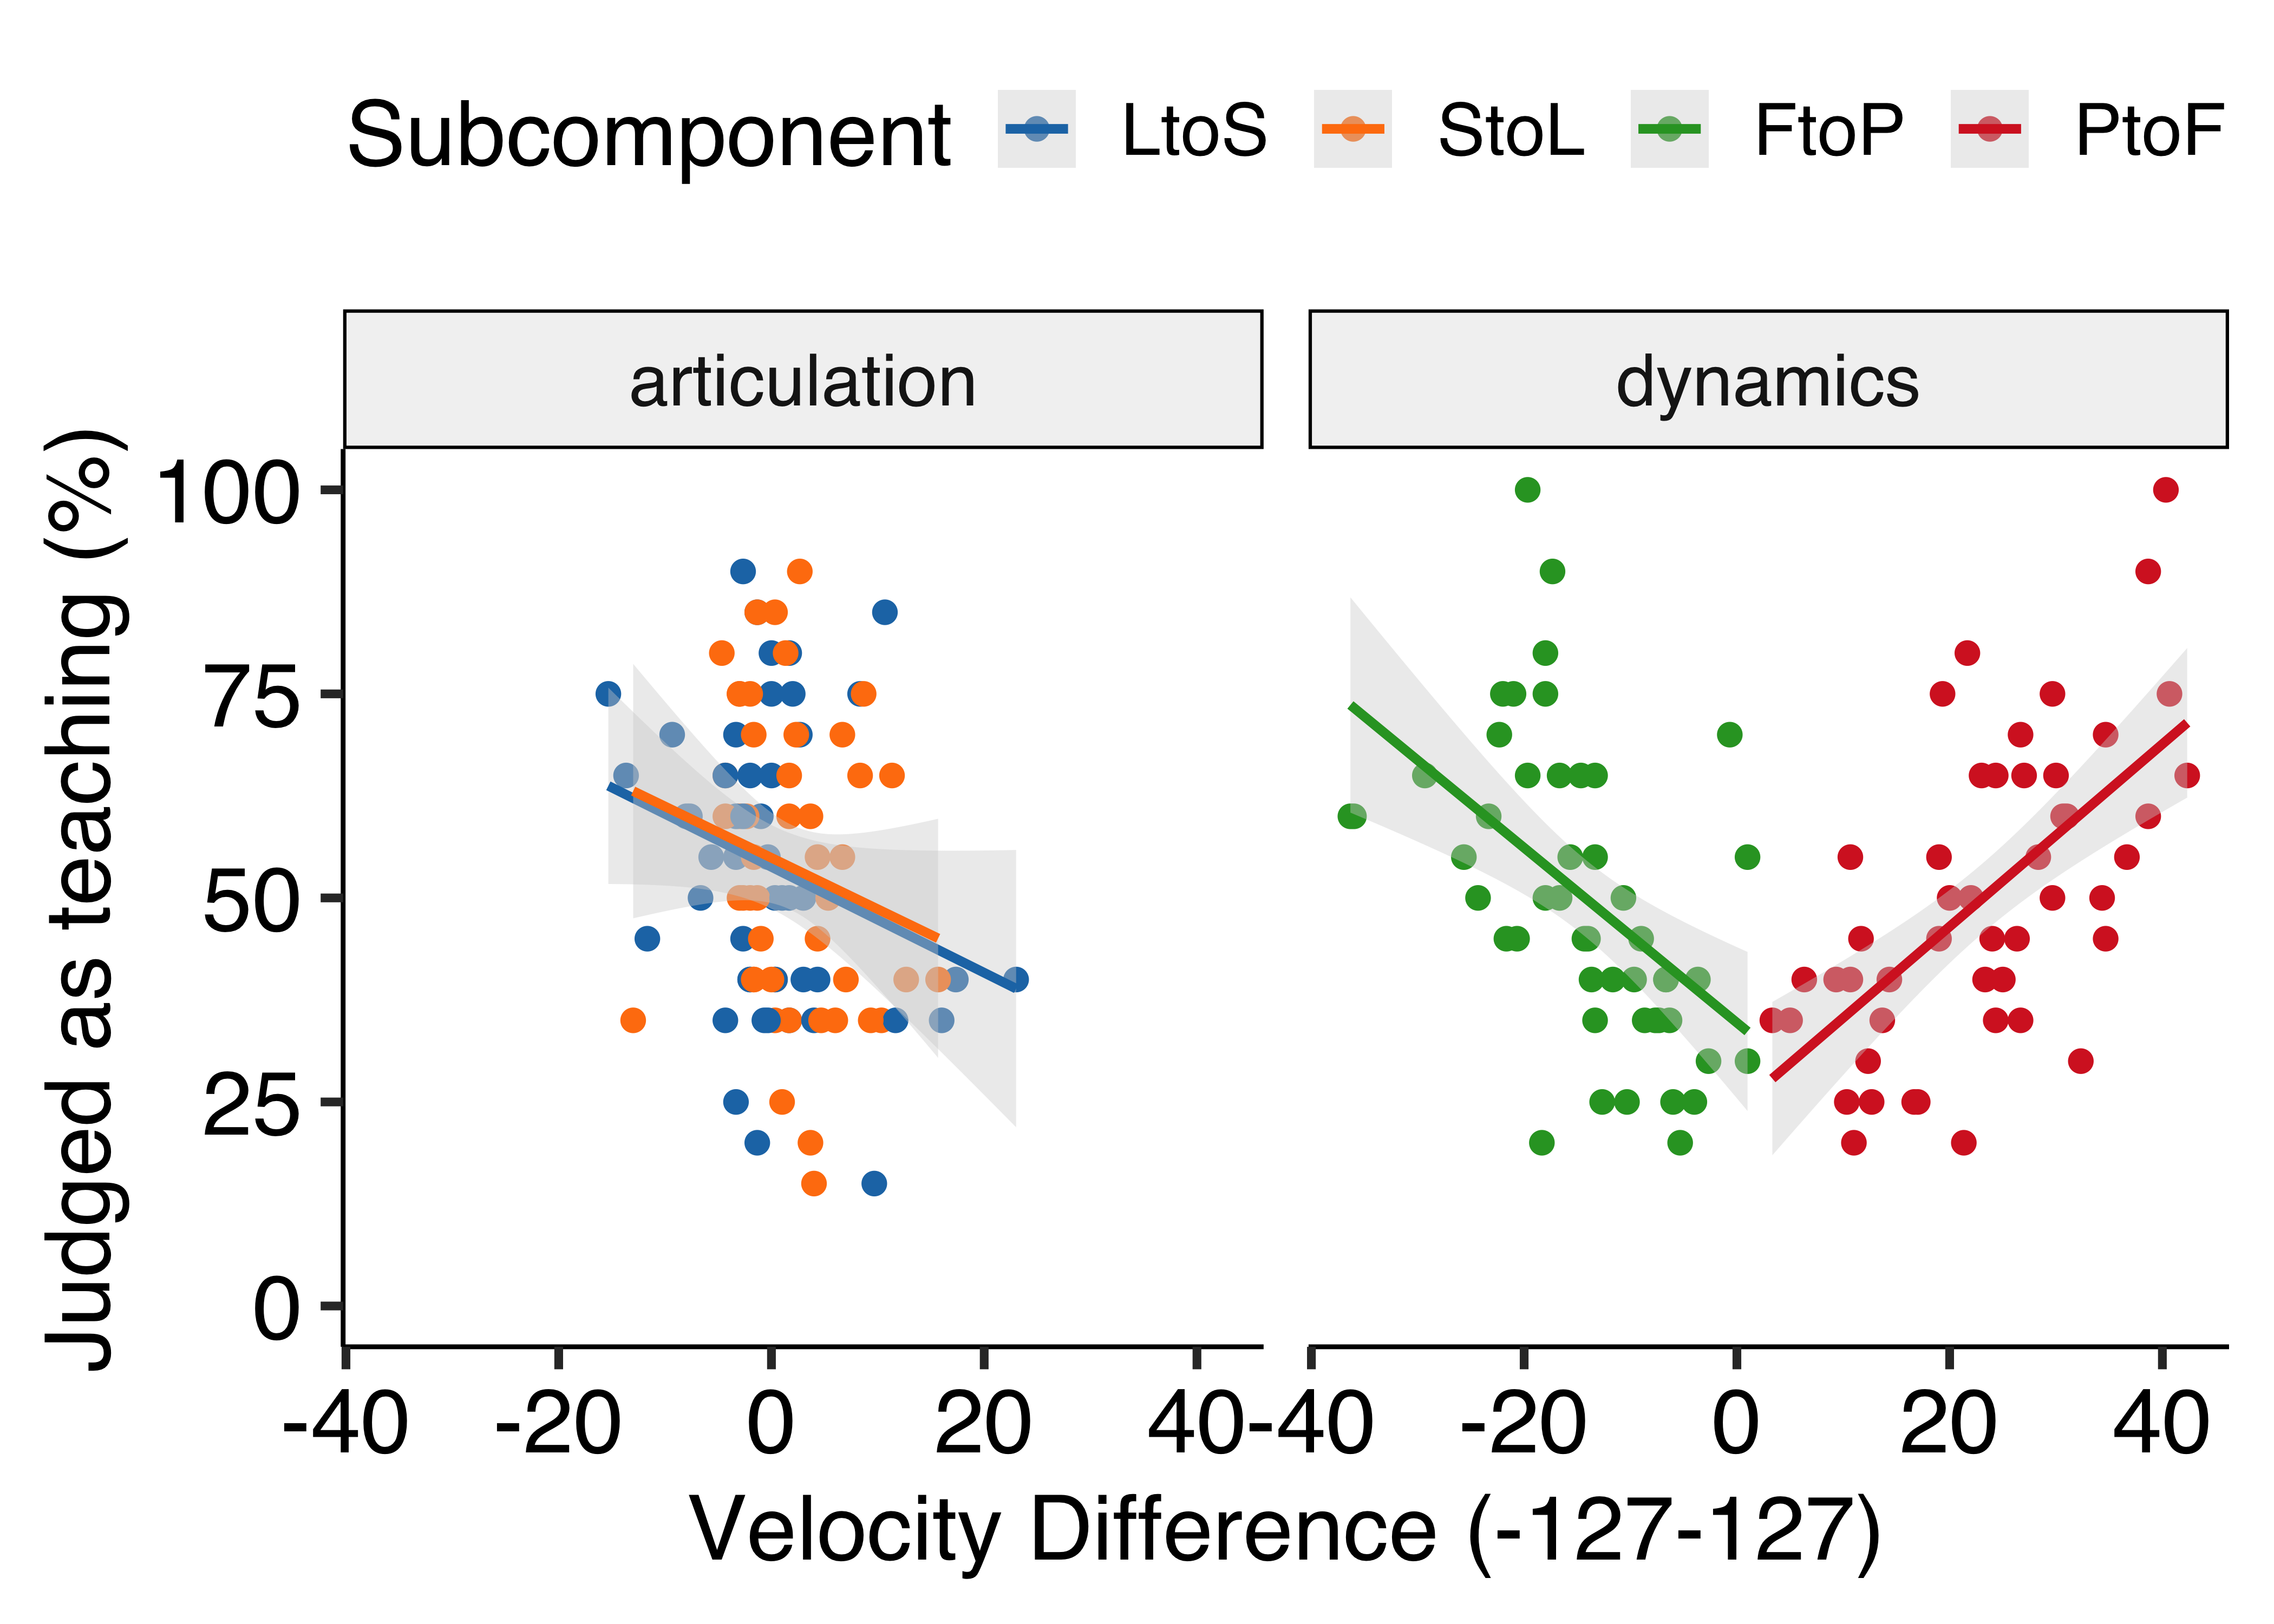 Subcomponent LtoS StoL FtoP PtoF
articulation dynamics
Judged as teaching (%)
100
75
50
25
0
-40 -20 0 20 40 -40 -20 0 20 40
Velocity Difference (-127-127)